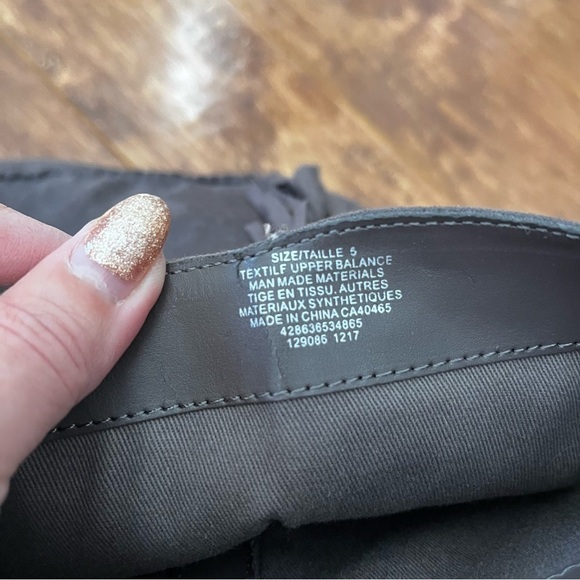 SIZE/TAILLE 5
TEXTILE UPPER BALANCE
MAN MADE MATERIALS
TIGE EN TISSU. AUTRES
MATERIAUX SYNTHETIQUES
MADE IN CHINA CA40465
428636534865
129086 1217